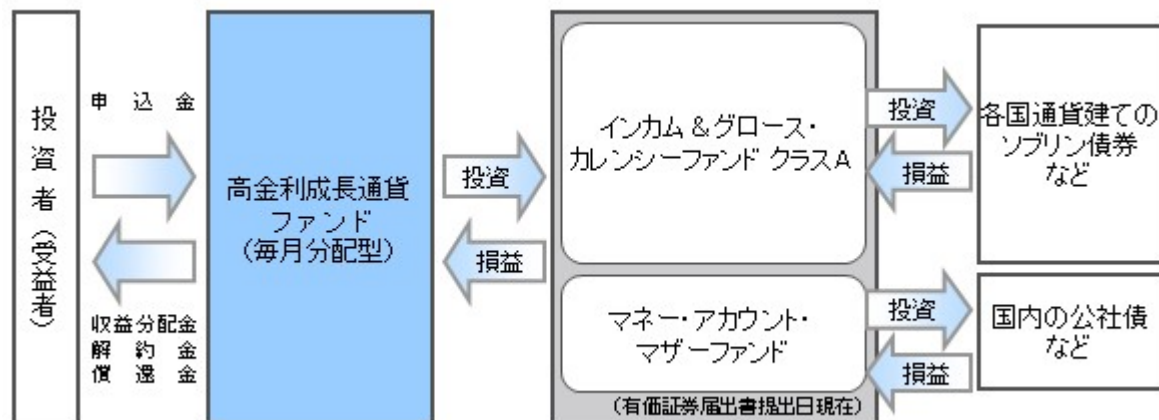 投資者（受益者）
申込金
収益分配金
解約金
償還金
高金利成長通貨
ファンド
（毎月分配型）
投資
損益
インカム＆グロース・
カレンシーファンド クラスA
マネー・アカウント・
マザーファンド
（有価証券届出書提出日現在）
投資
損益
各国通貨建ての
ソブリン債券
など
投資
損益
国内の公社債
など